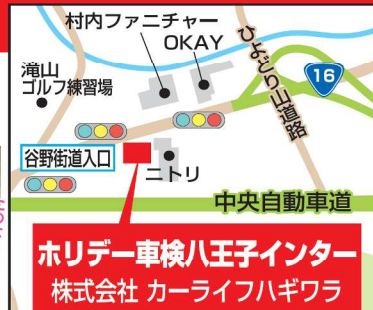 村内ファニチャー
OKAY
ひよどり山道路
16
滝山
ゴルフ練習場
谷野街道入口
ニトリ
中央自動車道
ホリデー車検八王子インター
株式会社 カーライフハギワラ